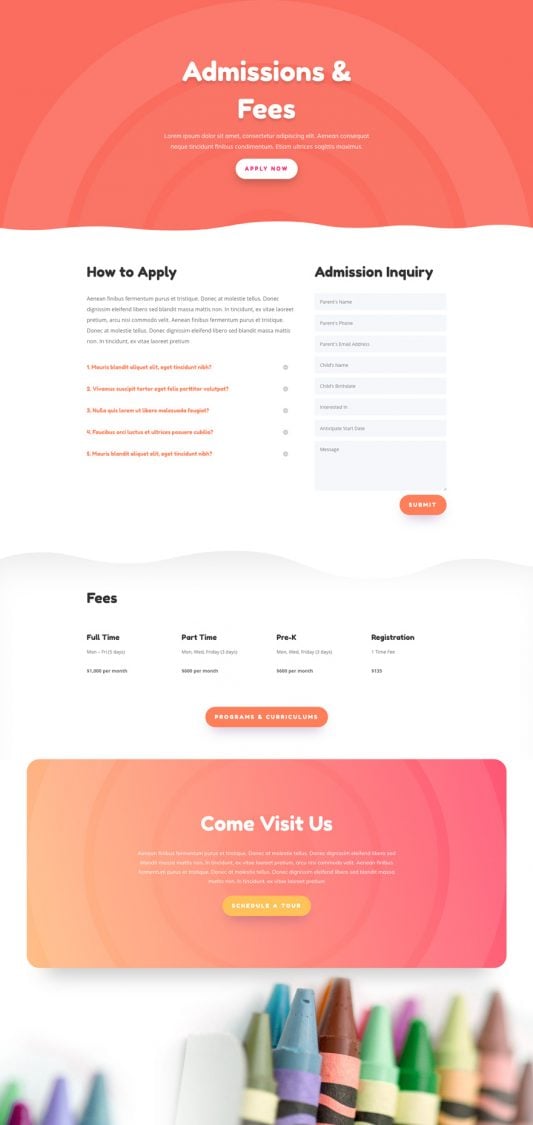 Admissions &
Fees
Lorem ipsum dolor sit amet, consectetur adipiscing elit. Aenean consequat
neque tincidunt finibus condimentum. Etiam ultrices sagittis maximus.
APPLY NOW
How to Apply
Aenean finibus fermentum purus et tristique. Donec at molestie tellus. Donec
dignissim eleifend libero sed blandit massa mattis non. In tincidunt, ex vitae laoreet
pretium, arcu nisi commodo velit. Aenean finibus fermentum purus et tristique.
Donec at molestie tellus. Donec dignissim eleifend libero sed blandit massa mattis
non. In tincidunt, ex vitae laoreet pretium
1. Mauris blandit aliquet elit, eget tincidunt nibh?
2. Vivamus suscipit tortor eget felis porttitor volutpat?
3. Nulla quis lorem ut libero malesuada feugiat?
4. Faucibus orci luctus et ultrices posuere cubilia?
5. Mauris blandit aliquet elit, eget tincidunt nibh?
Admission Inquiry
Parent's Name
Parent's Phone
Parent's Email Address
Child's Name
Child's Birthdate
Interested In
Anticipate Start Date
Message
SUBMIT
Fees
Full Time
Mon – Fri (5 days)
$1,000 per month
Part Time
Mon, Wed, Friday (3 days)
$600 per month
Pre-K
Mon, Wed, Friday (3 days)
$600 per month
Registration
1 Time Fee
$135
PROGRAMS & CURRICULUMS
Come Visit Us
Aenean finibus fermentum purus et tristique. Donec at molestie tellus. Donec dignissim eleifend libero sed
blandit massa mattis non. In tincidunt, ex vitae laoreet pretium, arcu nisi commodo velit. Aenean finibus
fermentum purus et tristique. Donec at molestie tellus. Donec dignissim eleifend libero sed blandit massa
mattis non. In tincidunt, ex vitae laoreet pretium
SCHEDULE A TOUR